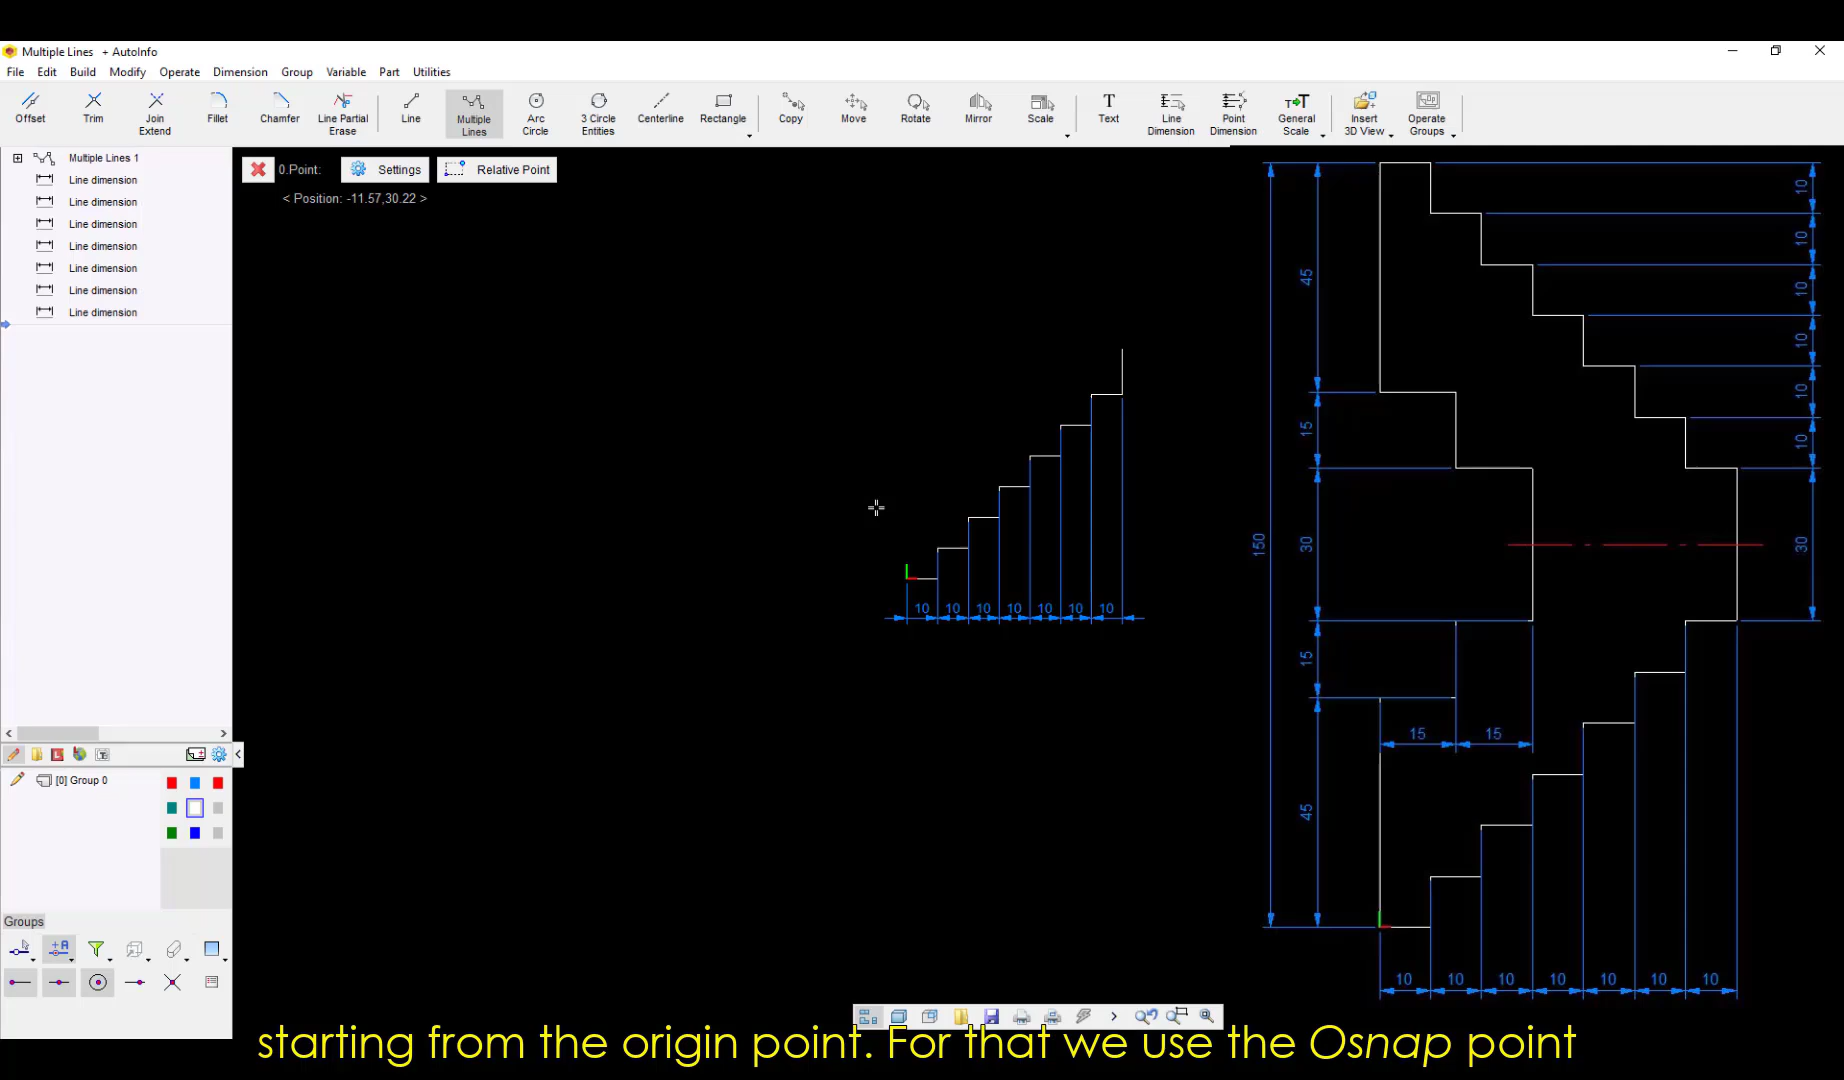 Multiple Lines + AutoInfo
File Edit Build Modify Operate Dimension Group Variable Part Utilities
Offset
Trim
Join
Extend
Fillet
Chamfer
Line Partial
Erase
Line
Multiple
Lines
Arc
Circle
3 Circle
Entities
Centerline
Rectangle
Copy
Move
Rotate
Mirror
Scale
Text
Line
Dimension
Point
Dimension
General
Scale
Insert
3D View
Operate
Groups
Multiple Lines 1
Line dimension
Line dimension
Line dimension
Line dimension
Line dimension
Line dimension
Line dimension
0.Point: Settings Relative Point
< Position: -11.57,30.22 >
10 10 10 10 10 10 10
150
45
15
30
15
45
10
10
10
10
10
10
30
15 15
10 10 10 10 10 10 10
[0] Group 0
Groups
starting from the origin point. For that we use the Osnap point